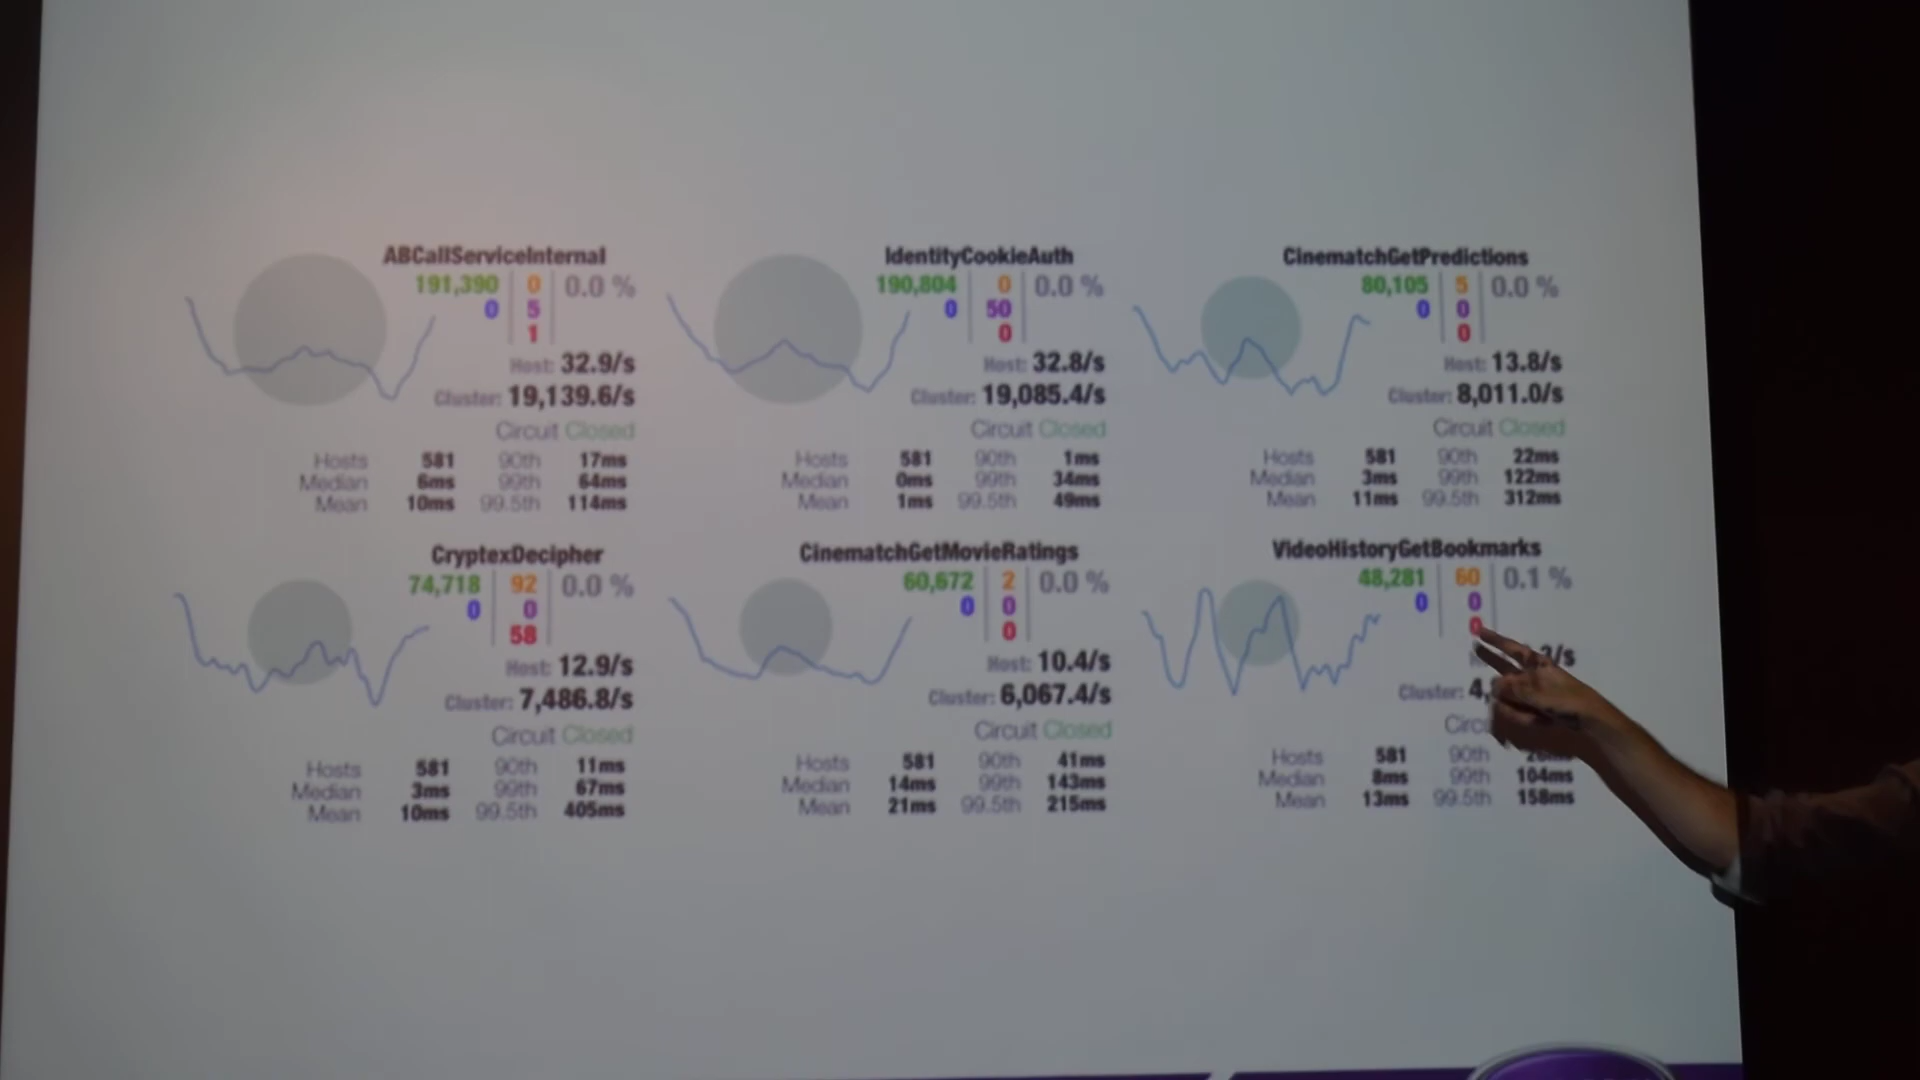 ABCallServiceInternal
191,390 0 0.0 %
0 5
1
Host: 32.9/s
Cluster: 19,139.6/s
Circuit Closed
Hosts 581 90th 17ms
Median 6ms 99th 64ms
Mean 10ms 99.5th 114ms
IdentityCookieAuth
190,804 0 0.0 %
0 50
0
Host: 32.8/s
Cluster: 19,085.4/s
Circuit Closed
Hosts 581 90th 1ms
Median 0ms 99th 34ms
Mean 1ms 99.5th 49ms
CinematchGetPredictions
80,105 5 0.0 %
0 0
0
Host: 13.8/s
Cluster: 8,011.0/s
Circuit Closed
Hosts 581 90th 22ms
Median 3ms 99th 122ms
Mean 11ms 99.5th 312ms
CryptexDecipher
74,718 92 0.0 %
0 0
58
Host: 12.9/s
Cluster: 7,486.8/s
Circuit Closed
Hosts 581 90th 11ms
Median 3ms 99th 67ms
Mean 10ms 99.5th 405ms
CinematchGetMovieRatings
60,672 2 0.0 %
0 0
0
Host: 10.4/s
Cluster: 6,067.4/s
Circuit Closed
Hosts 581 90th 41ms
Median 14ms 99th 143ms
Mean 21ms 99.5th 215ms
VideoHistoryGetBookmarks
48,281 60 0.1 %
0 0
0
Cluster: 4,
Hosts 581 90th
Median 8ms 99th 104ms
Mean 13ms 99.5th 158ms